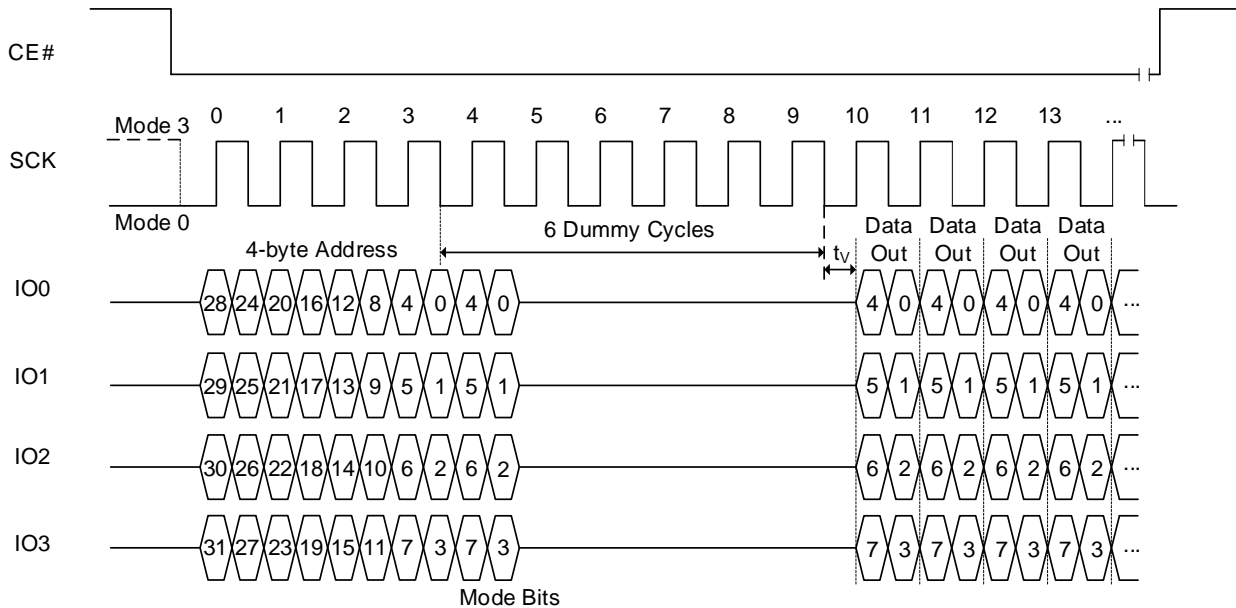 CE#
0 1 2 3 4 5 6 7 8 9 10 11 12 13 ...
Mode 3
SCK
Mode 0
6 Dummy Cycles
Data Data Data Data
4-byte Address
tV
Out Out Out Out
IO0 28 24 20 16 12 8 4 0 4 0 4 0 4 0 4 0 4 0 ...
IO1 29 25 21 17 13 9 5 1 5 1 5 1 5 1 5 1 5 1 ...
IO2 30 26 22 18 14 10 6 2 6 2 6 2 6 2 6 2 6 2 ...
IO3 31 27 23 19 15 11 7 3 7 3 7 3 7 3 7 3 7 3 ...
Mode Bits